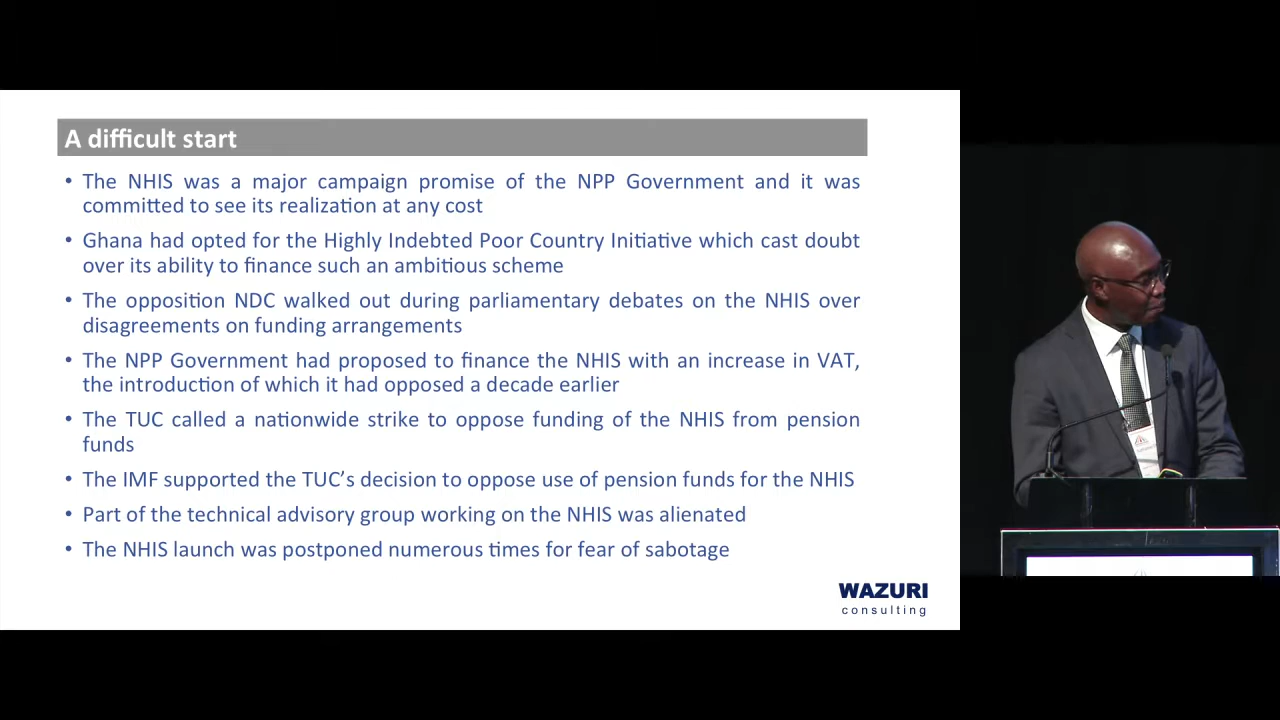 A difficult start
• The NHIS was a major campaign promise of the NPP Government and it was
committed to see its realization at any cost
• Ghana had opted for the Highly Indebted Poor Country Initiative which cast doubt
over its ability to finance such an ambitious scheme
• The opposition NDC walked out during parliamentary debates on the NHIS over
disagreements on funding arrangements
• The NPP Government had proposed to finance the NHIS with an increase in VAT,
the introduction of which it had opposed a decade earlier
• The TUC called a nationwide strike to oppose funding of the NHIS from pension
funds
• The IMF supported the TUC’s decision to oppose use of pension funds for the NHIS
• Part of the technical advisory group working on the NHIS was alienated
• The NHIS launch was postponed numerous times for fear of sabotage
WAZURI
consulting